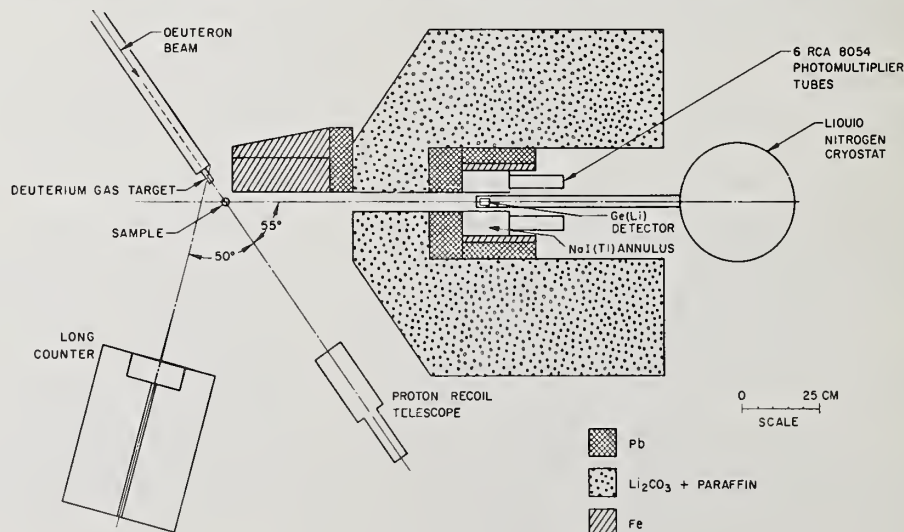 DEUTERON
BEAM
6 RCA 8054
PHOTOMULTIPLIER
TUBES
LIQUID
NITROGEN
CRYOSTAT
DEUTERIUM GAS TARGET
SAMPLE
55°
50°
Ge(Li)
DETECTOR
NaI(Tl) ANNULUS
LONG
COUNTER
PROTON RECOIL
TELESCOPE
0 25 CM
SCALE
Pb
Li₂CO₃ + PARAFFIN
Fe